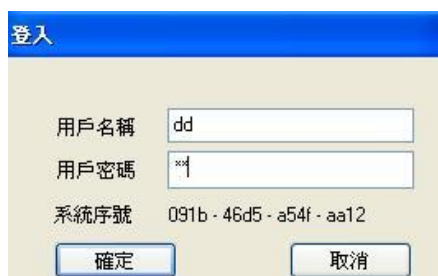 登入
用戶名稱 dd
用戶密碼 **
系統序號 091b - 46d5 - a54f - aa12
確定 取消